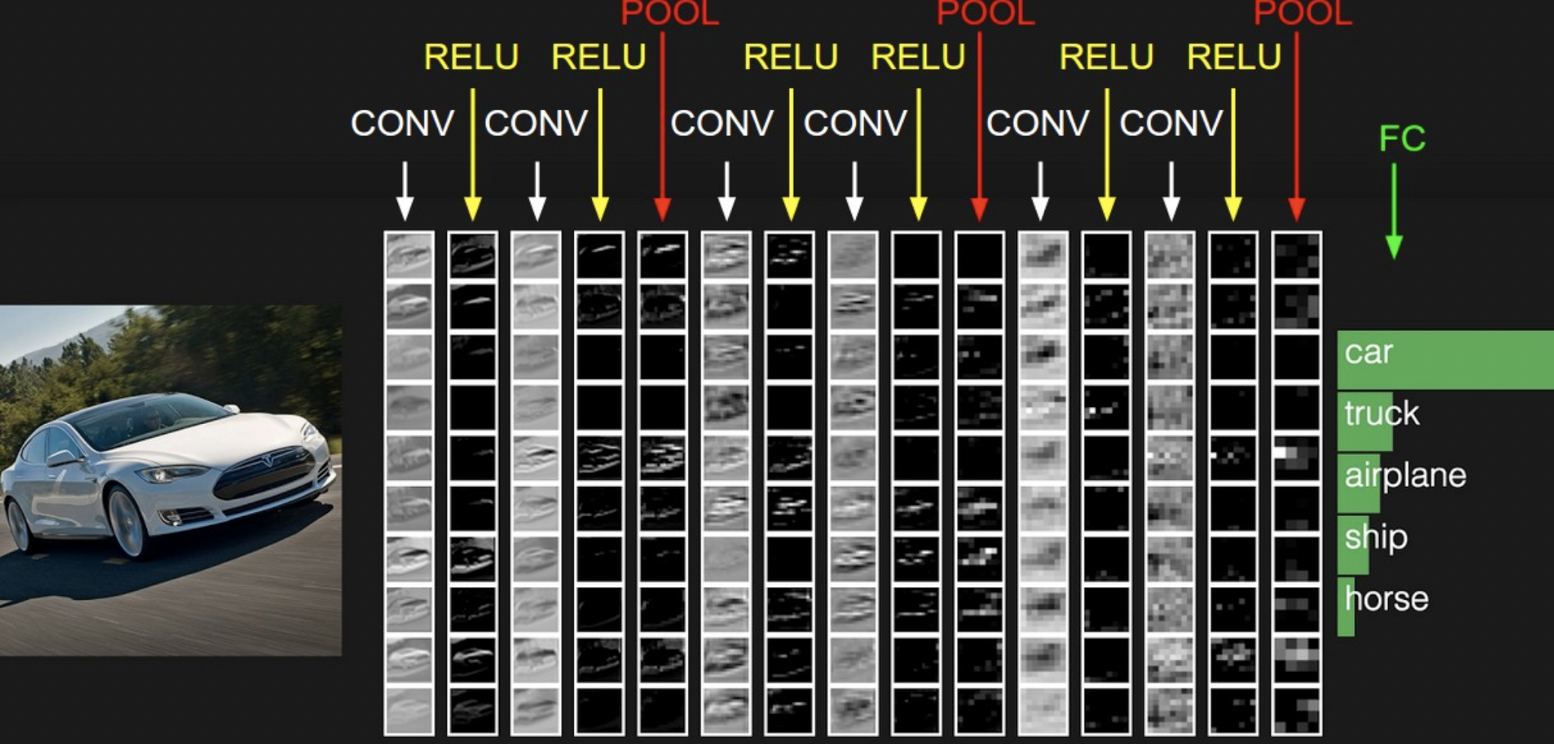 POOL POOL POOL
RELU RELU RELU RELU RELU RELU
CONV CONV CONV CONV CONV CONV
FC
car
truck
airplane
ship
horse